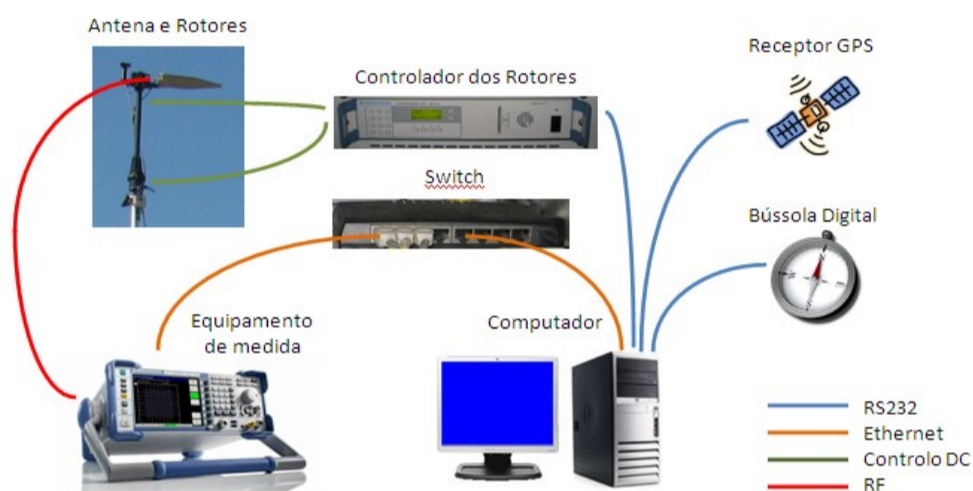 Antena e Rotores
Receptor GPS
Controlador dos Rotores
Switch
Bússola Digital
Equipamento
de medida
Computador
RS232
Ethernet
Controlo DC
RF